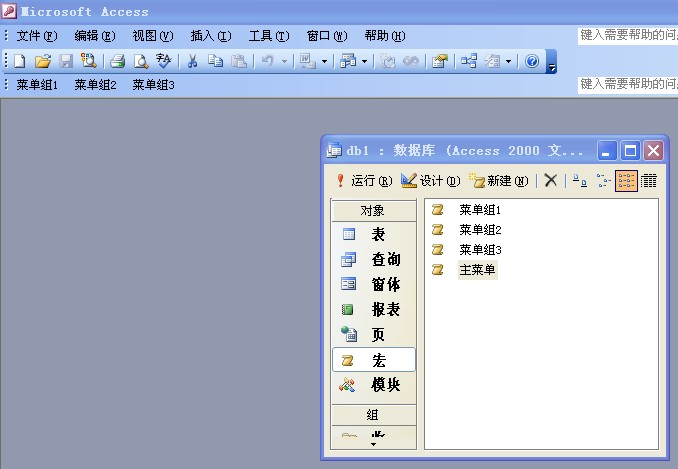 Microsoft Access
文件(F) 编辑(E) 视图(V) 插入(I) 工具(T) 窗口(W) 帮助(H) 键入需要帮助的问
菜单组1 菜单组2 菜单组3 键入需要帮助的问
db1 : 数据库 (Access 2000 文...
运行(R) 设计(D) 新建(N)
对象
表
查询
窗体
报表
页
宏
模块
组
菜单组1
菜单组2
菜单组3
主菜单